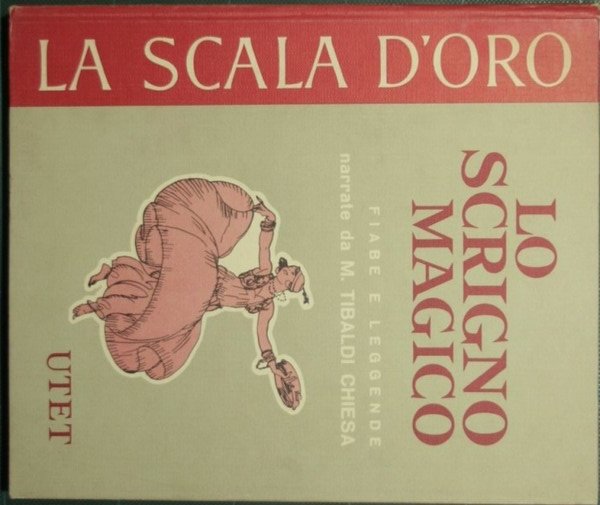 LA SCALA D'ORO
LO
SCRIGNO
MAGICO
FIABE E LEGGENDE
narrate da M. TIBALDI CHIESA
UTET